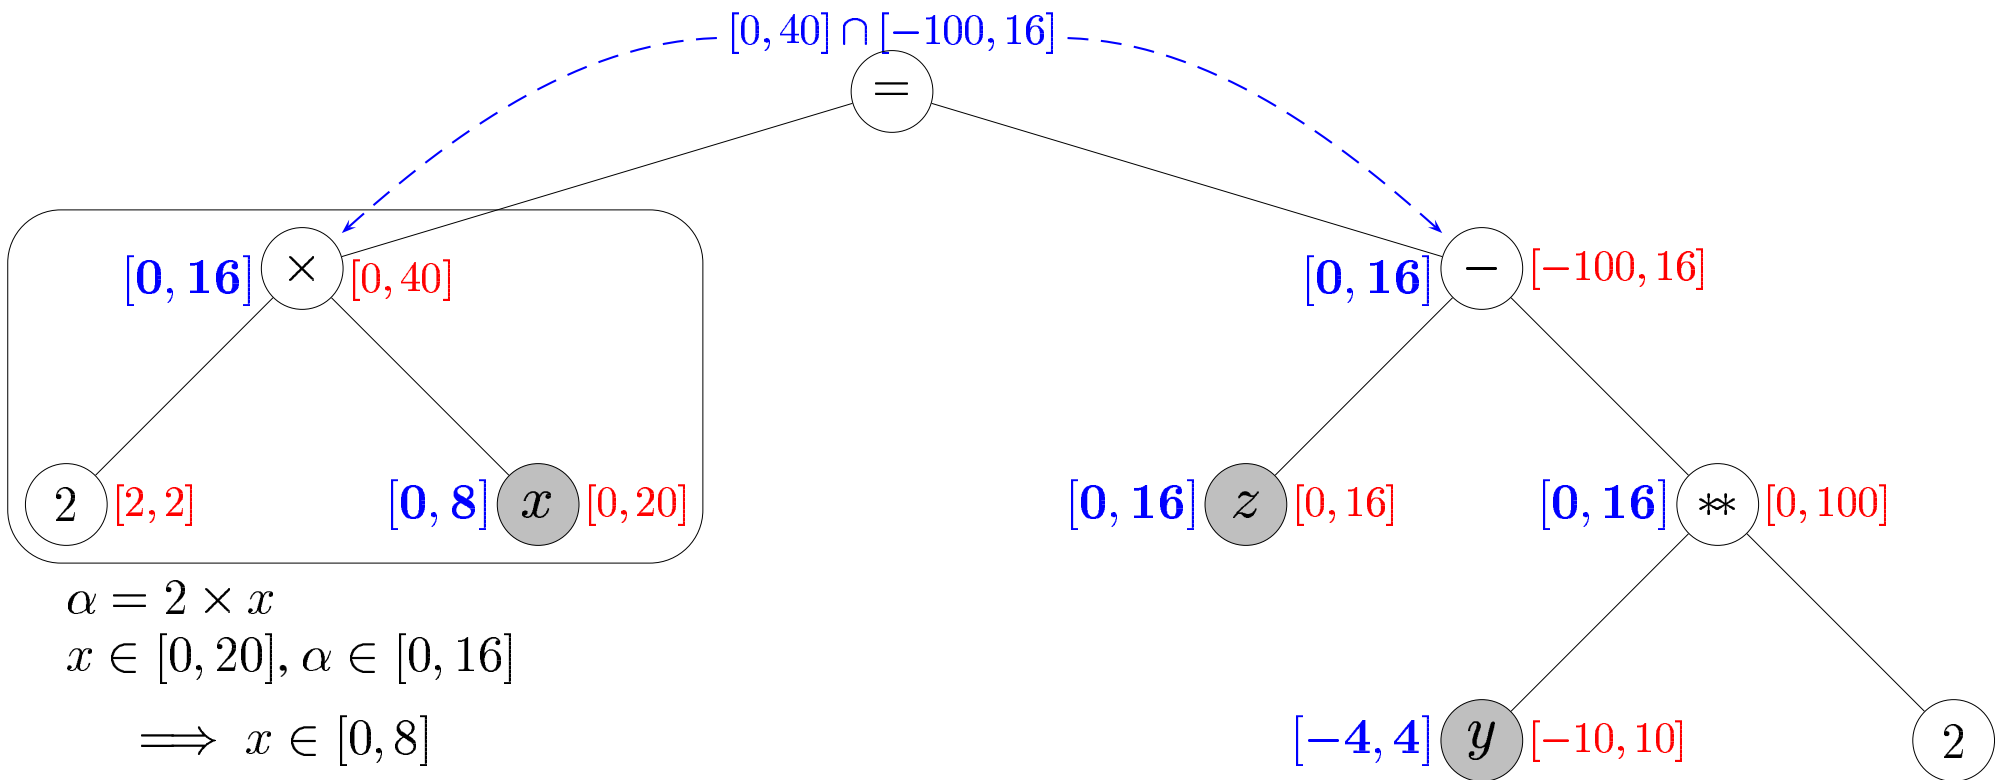 [0, 40] ∩ [−100, 16]
=
[0, 16] × [0, 40]
[0, 16] − [−100, 16]
2 [2, 2]
[0, 8] x [0, 20]
[0, 16] z [0, 16]
[0, 16] ** [0, 100]
α = 2 × x
x ∈ [0, 20], α ∈ [0, 16]
⟹ x ∈ [0, 8]
[−4, 4] y [−10, 10]
2